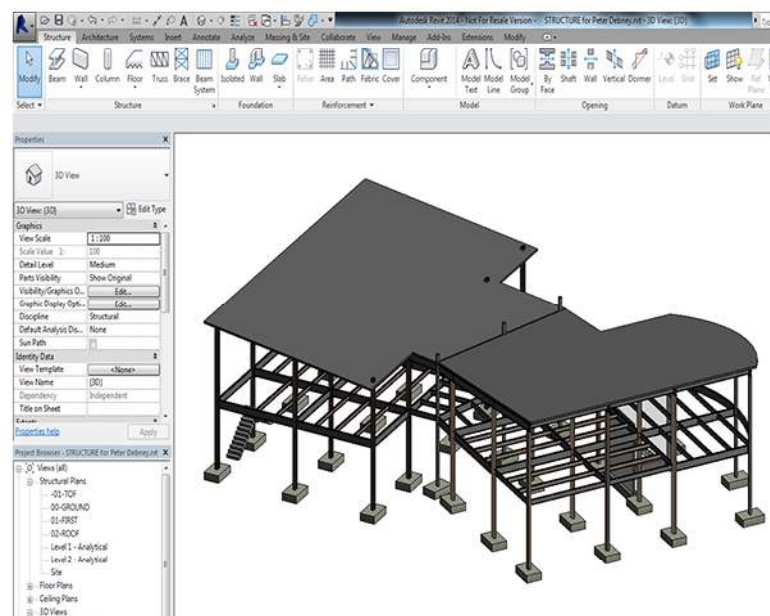 Autodesk Revit 2014 - Not For Resale Version - STRUCTURE for Peter Debney.rvt - 3D View: {3D}
Structure Architecture Systems Insert Annotate Analyze Massing & Site Collaborate View Manage Add-Ins Extensions Modify
Modify Beam Wall Column Floor Truss Brace Beam System Isolated Wall Slab Rebar Area Path Fabric Cover Component Model Text Model Line Model Group By Face Shaft Wall Vertical Dormer Level Grid Set Show Ref Plane
Select Structure Foundation Reinforcement Model Opening Datum Work Plane
Properties X
3D View
3D View: {3D} Edit Type
Graphics
View Scale 1:100
Scale Value 1: 100
Detail Level Medium
Parts Visibility Show Original
Visibility/Graphics O... Edit...
Graphic Display Opti... Edit...
Discipline Structural
Default Analysis Dis... None
Sun Path
Identity Data
View Template <None>
View Name {3D}
Dependency Independent
Title on Sheet
Extents
Properties help Apply
Project Browser - STRUCTURE for Peter Debney.rvt X
Views (all)
Structural Plans
-01-TOF
00-GROUND
01-FIRST
02-ROOF
Level 1 - Analytical
Level 2 - Analytical
Site
Floor Plans
Ceiling Plans
3D Views